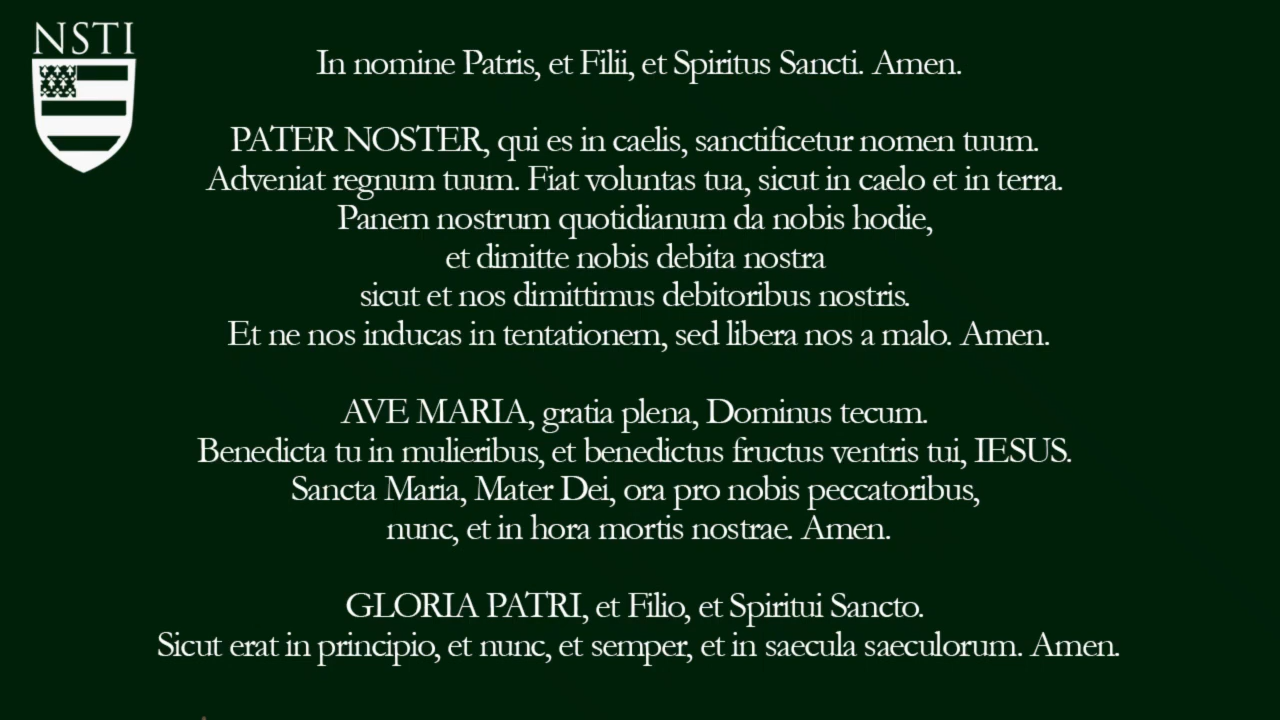 NSTI
In nomine Patris, et Filii, et Spiritus Sancti. Amen.
PATER NOSTER, qui es in caelis, sanctificetur nomen tuum.
Adveniat regnum tuum. Fiat voluntas tua, sicut in caelo et in terra.
Panem nostrum quotidianum da nobis hodie,
et dimitte nobis debita nostra
sicut et nos dimittimus debitoribus nostris.
Et ne nos inducas in tentationem, sed libera nos a malo. Amen.
AVE MARIA, gratia plena, Dominus tecum.
Benedicta tu in mulieribus, et benedictus fructus ventris tui, IESUS.
Sancta Maria, Mater Dei, ora pro nobis peccatoribus,
nunc, et in hora mortis nostrae. Amen.
GLORIA PATRI, et Filio, et Spiritui Sancto.
Sicut erat in principio, et nunc, et semper, et in saecula saeculorum. Amen.